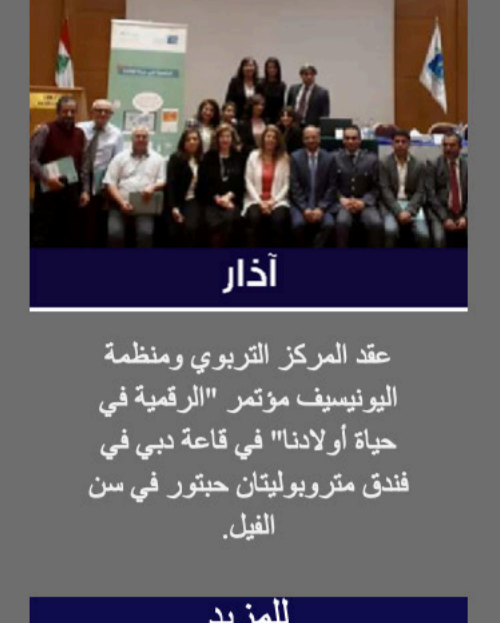 آذار
عقد المركز التربوي ومنظمة
اليونيسيف مؤتمر "الرقمية في
حياة أولادنا" في قاعة دبي في
فندق متروبوليتان حبتور في سن
الفيل.
للمزيد